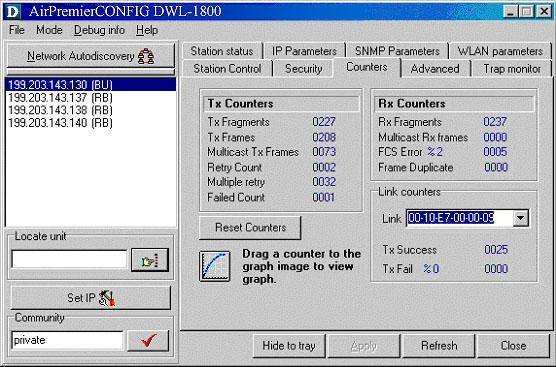 D AirPremierCONFIG DWL-1800
File Mode Debug info Help
Network Autodiscovery
199.203.143.130 (BU)
199.203.143.137 (RB)
199.203.143.138 (RB)
199.203.143.140 (RB)
Locate unit
Set IP
Community
private
Station status IP Parameters SNMP Parameters WLAN parameters
Station Control Security Counters Advanced Trap monitor
Tx Counters
Tx Fragments 0227
Tx Frames 0208
Multicast Tx Frames 0073
Retry Count 0002
Multiple retry 0032
Failed Count 0001
Reset Counters
Drag a counter to the
graph image to view
graph.
Rx Counters
Rx Fragments 0237
Multicast Rx frames 0000
FCS Error %2 0005
Frame Duplicate 0000
Link counters
Link 00-10-E7-00-00-09
Tx Success 0025
Tx Fail %0 0000
Hide to tray Apply Refresh Close